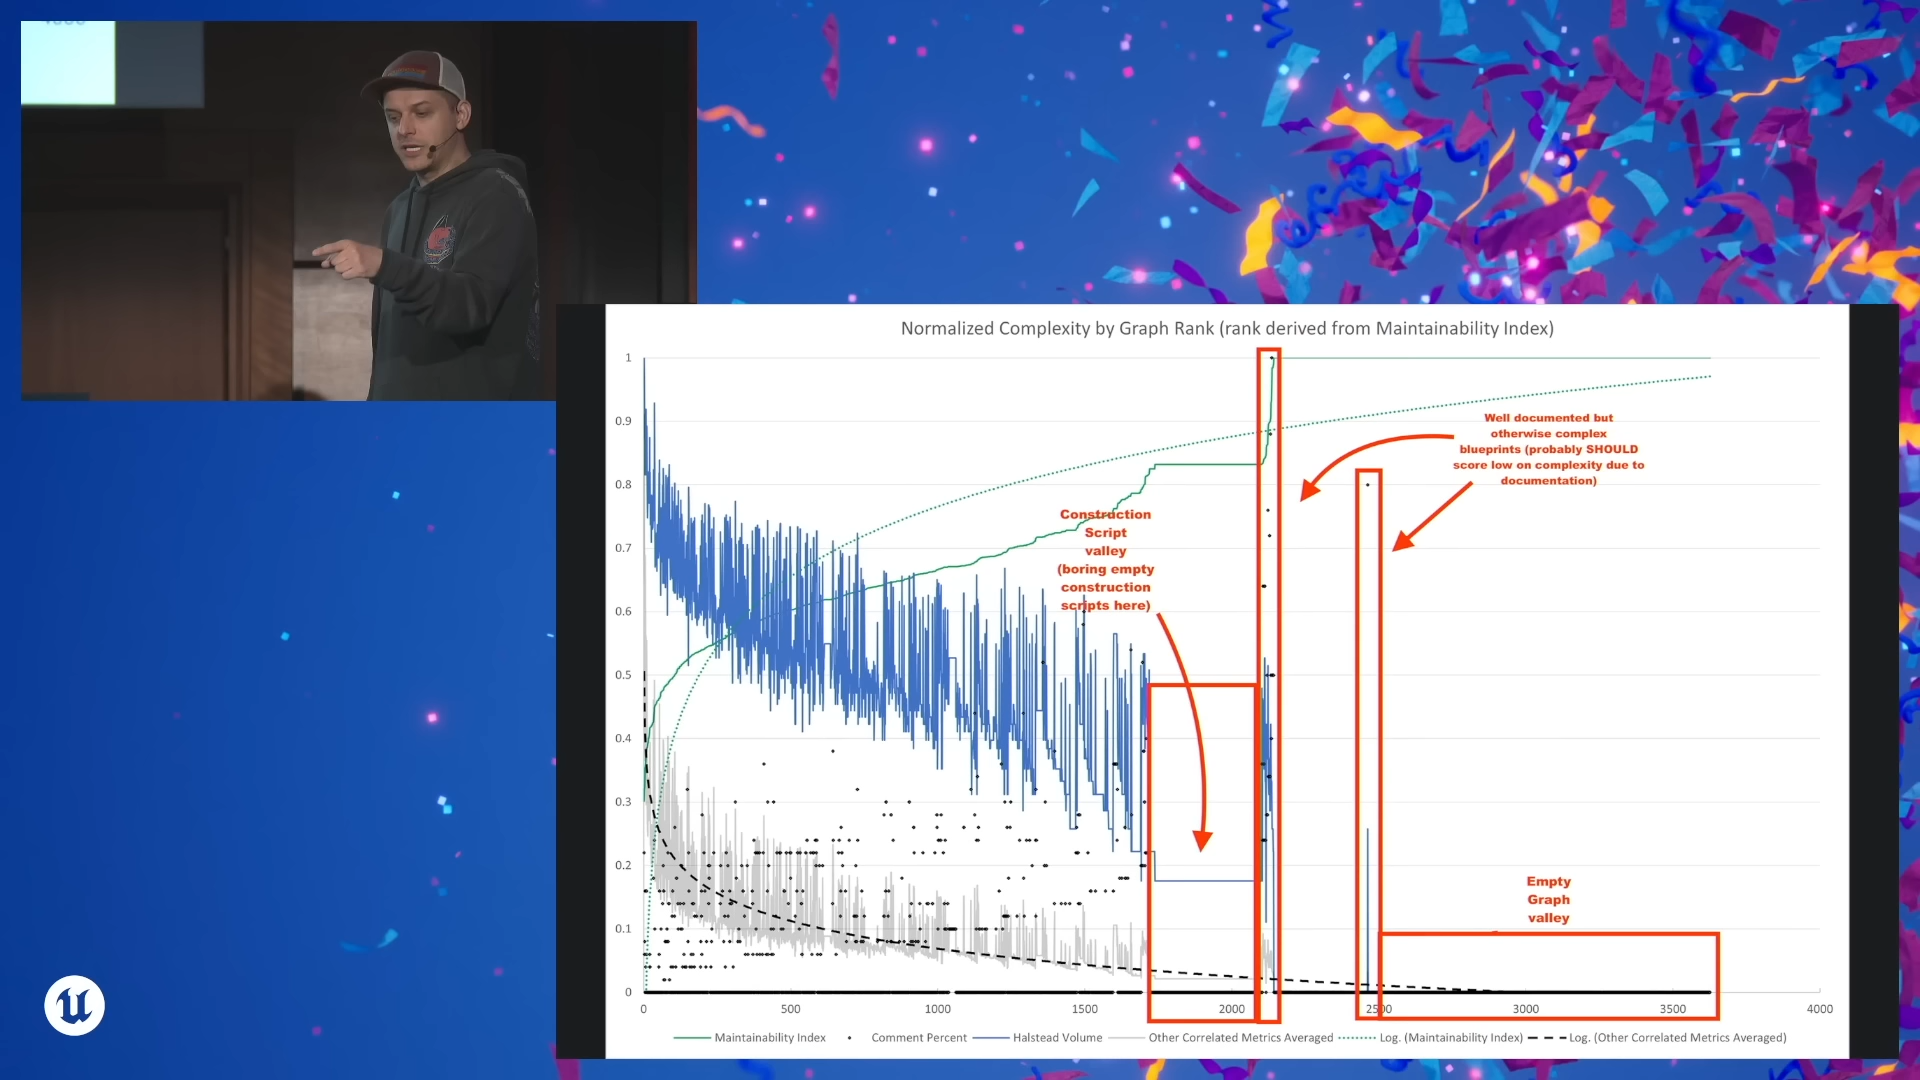 Normalized Complexity by Graph Rank (rank derived from Maintainability Index)
1
0.9
0.8
0.7
0.6
0.5
0.4
0.3
0.2
0.1
0
Well documented but
otherwise complex
blueprints (probably SHOULD
score low on complexity due to
documentation)
Construction
Script
valley
(boring empty
construction
scripts here)
Empty
Graph
valley
0 500 1000 1500 2000 2500 3000 3500 4000
Maintainability Index Comment Percent Halstead Volume Other Correlated Metrics Averaged Log. (Maintainability Index) Log. (Other Correlated Metrics Averaged)